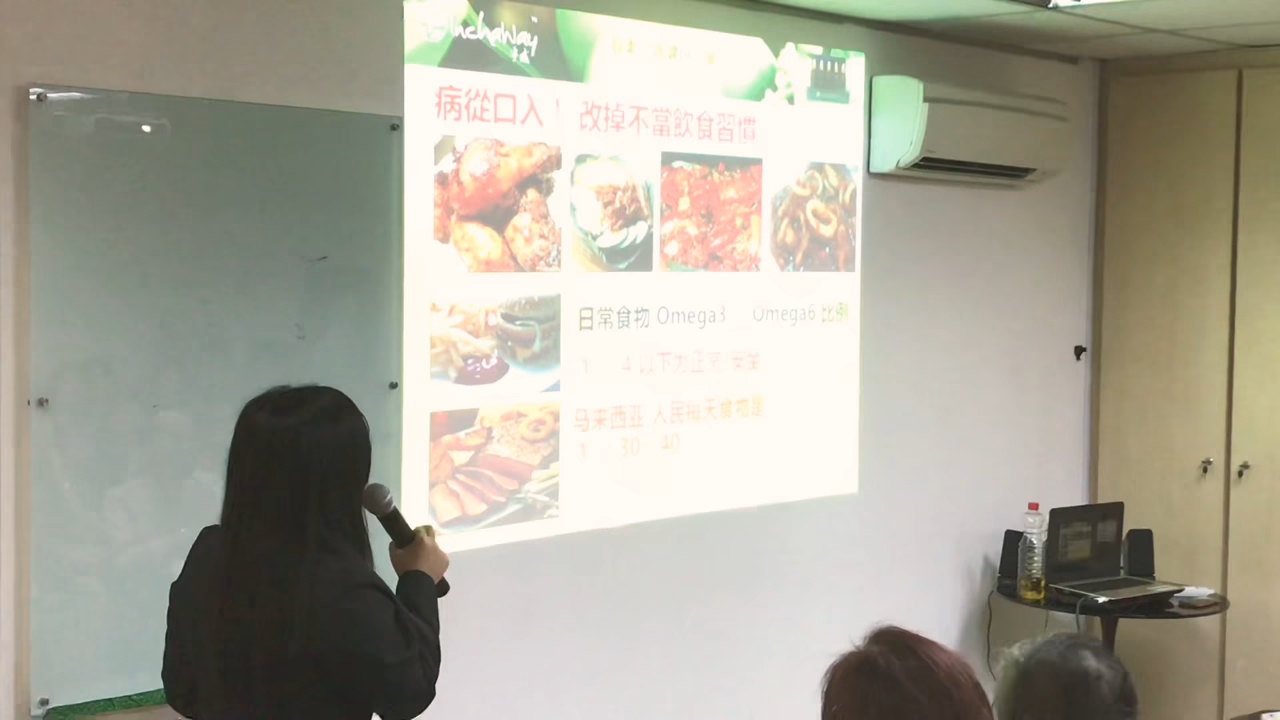 病從口入！ 改掉不當飲食習慣
日常食物 Omega3 Omega6 比例
1 4 以下为正常 安全
马来西亚 人民每天食物是
1 30 40